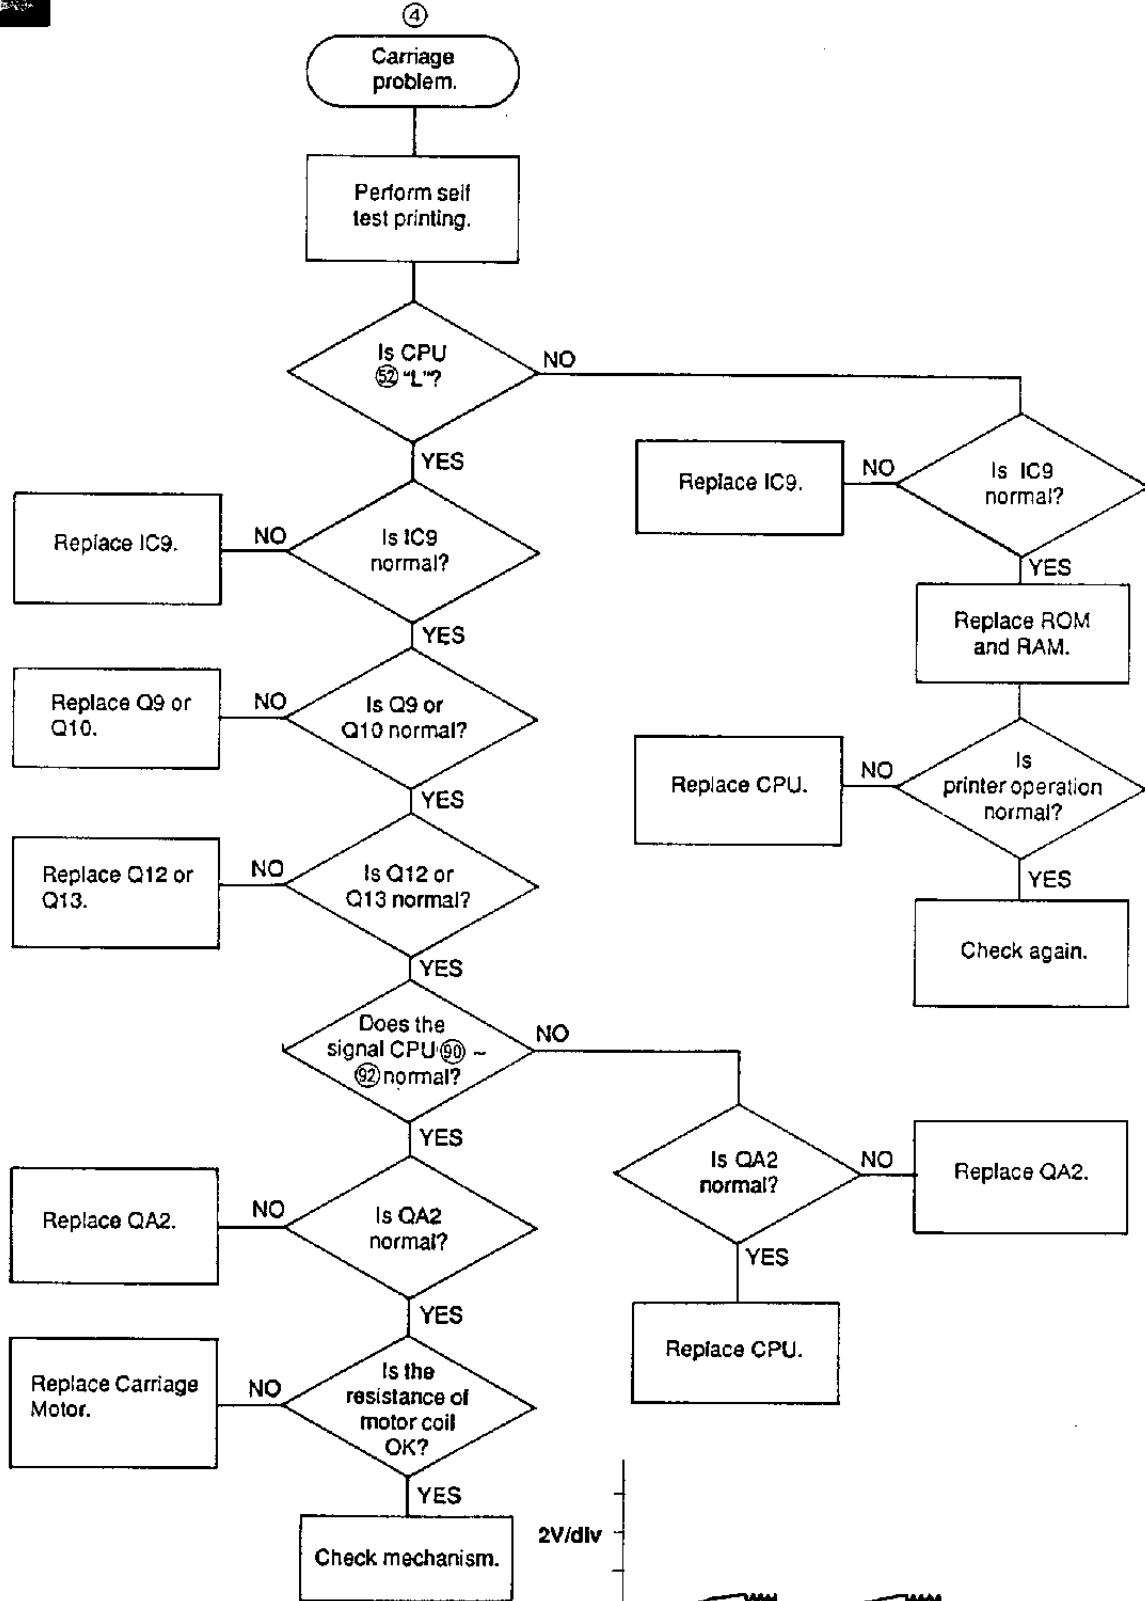 ④
Carriage
problem.
Perform self
test printing.
Is CPU
㊾ "L"?
NO
YES
Is IC9
normal?
NO
Replace IC9.
YES
Replace ROM
and RAM.
Is
printer operation
normal?
NO
Replace CPU.
YES
Check again.
Is IC9
normal?
NO
Replace IC9.
YES
Is Q9 or
Q10 normal?
NO
Replace Q9 or
Q10.
YES
Is Q12 or
Q13 normal?
NO
Replace Q12 or
Q13.
YES
Does the
signal CPU (90) ~
(92) normal?
NO
Is QA2
normal?
NO
Replace QA2.
YES
Replace CPU.
YES
Is QA2
normal?
NO
Replace QA2.
YES
Is the
resistance of
motor coil
OK?
NO
Replace Carriage
Motor.
YES
Check mechanism.
2V/div